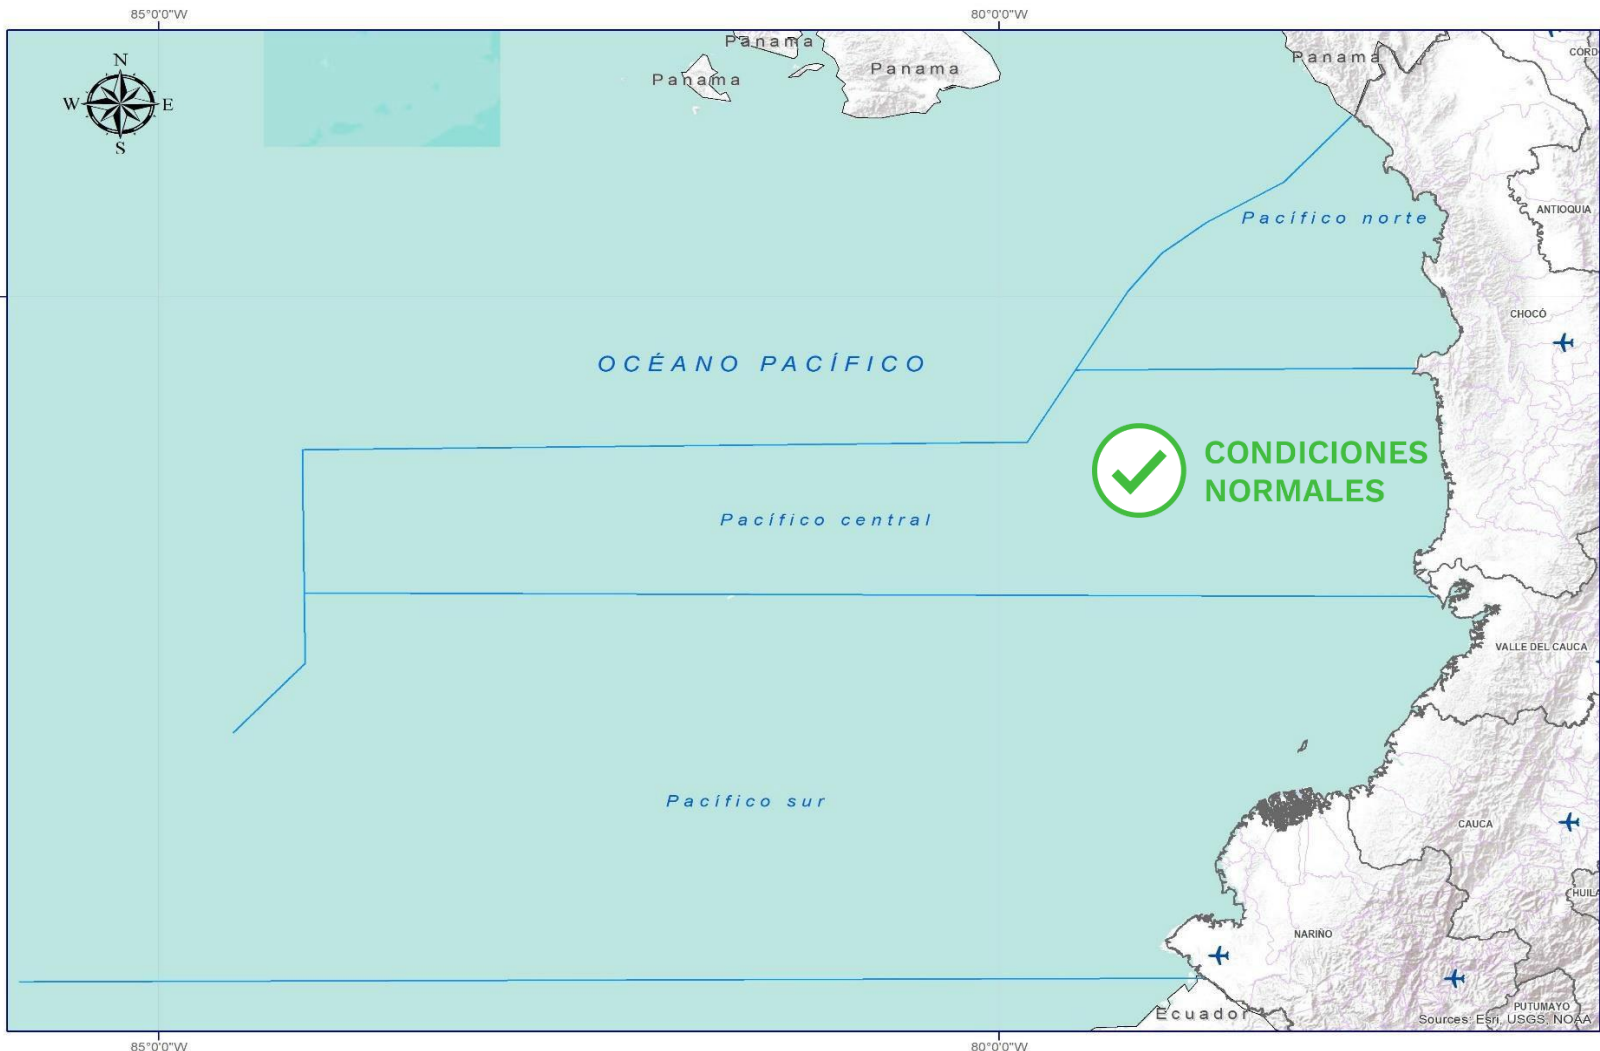 85°0'0"W
80°0'0"W
N
W
E
S
Panama
Panama
Panama
Panama
CÓRD
ANTIOQUIA
Pacífico norte
CHOCÓ
OCÉANO PACÍFICO
CONDICIONES
NORMALES
Pacífico central
VALLE DEL CAUCA
Pacífico sur
CAUCA
HUILA
NARIÑO
PUTUMAYO
Ecuador
Sources: Esri, USGS, NOAA
85°0'0"W
80°0'0"W